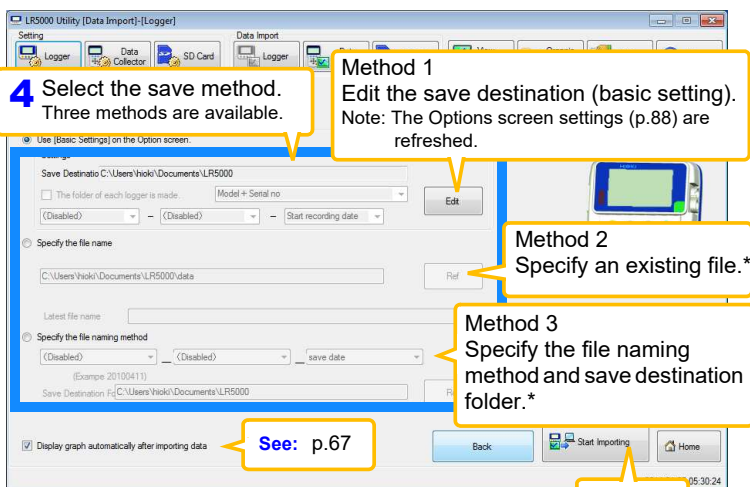 LR5000 Utility [Data Import]-[Logger]
Setting
Data Import
Logger
Data
Collector
SD Card
Logger
4 Select the save method.
Three methods are available.
Method 1
Edit the save destination (basic setting).
Note: The Options screen settings (p.88) are
refreshed.
Use [Basic Settings] on the Option screen.
Save Destinatio C:\Users\hioki\Documents\LR5000
The folder of each logger is made.
Model + Serial no
Edit
(Disabled) – (Disabled) – Start recording date
Specify the file name
Method 2
Specify an existing file.*
C:\Users\hioki\Documents\LR5000\data
Ref
Latest file name
Method 3
Specify the file naming
method and save destination
folder.*
Specify the file naming method
(Disabled) _ (Disabled) _ save date
(Exampe 20100411)
Save Destination Fo C:\Users\hioki\Documents\LR5000
Display graph automatically after importing data
See: p.67
Back
Start Importing
Home
05:30:24